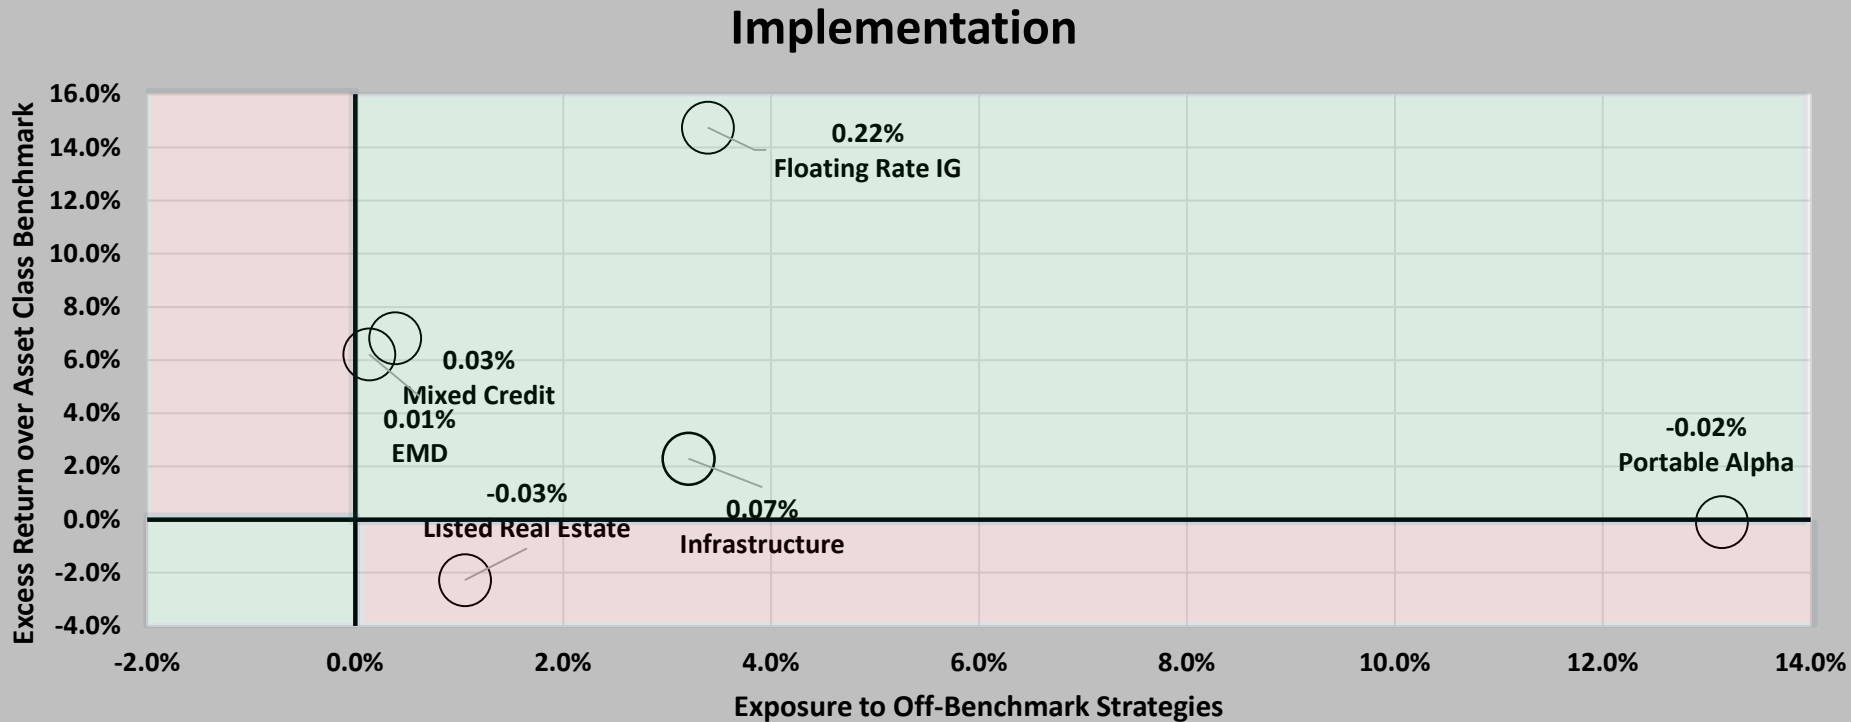 Implementation
Excess Return over Asset Class Benchmark
16.0%
14.0%
12.0%
10.0%
8.0%
6.0%
4.0%
2.0%
0.0%
-2.0%
-4.0%
0.22%
Floating Rate IG
0.03%
Mixed Credit
0.01%
EMD
-0.02%
Portable Alpha
-0.03%
Listed Real Estate
0.07%
Infrastructure
-2.0%
0.0%
2.0%
4.0%
6.0%
8.0%
10.0%
12.0%
14.0%
Exposure to Off-Benchmark Strategies